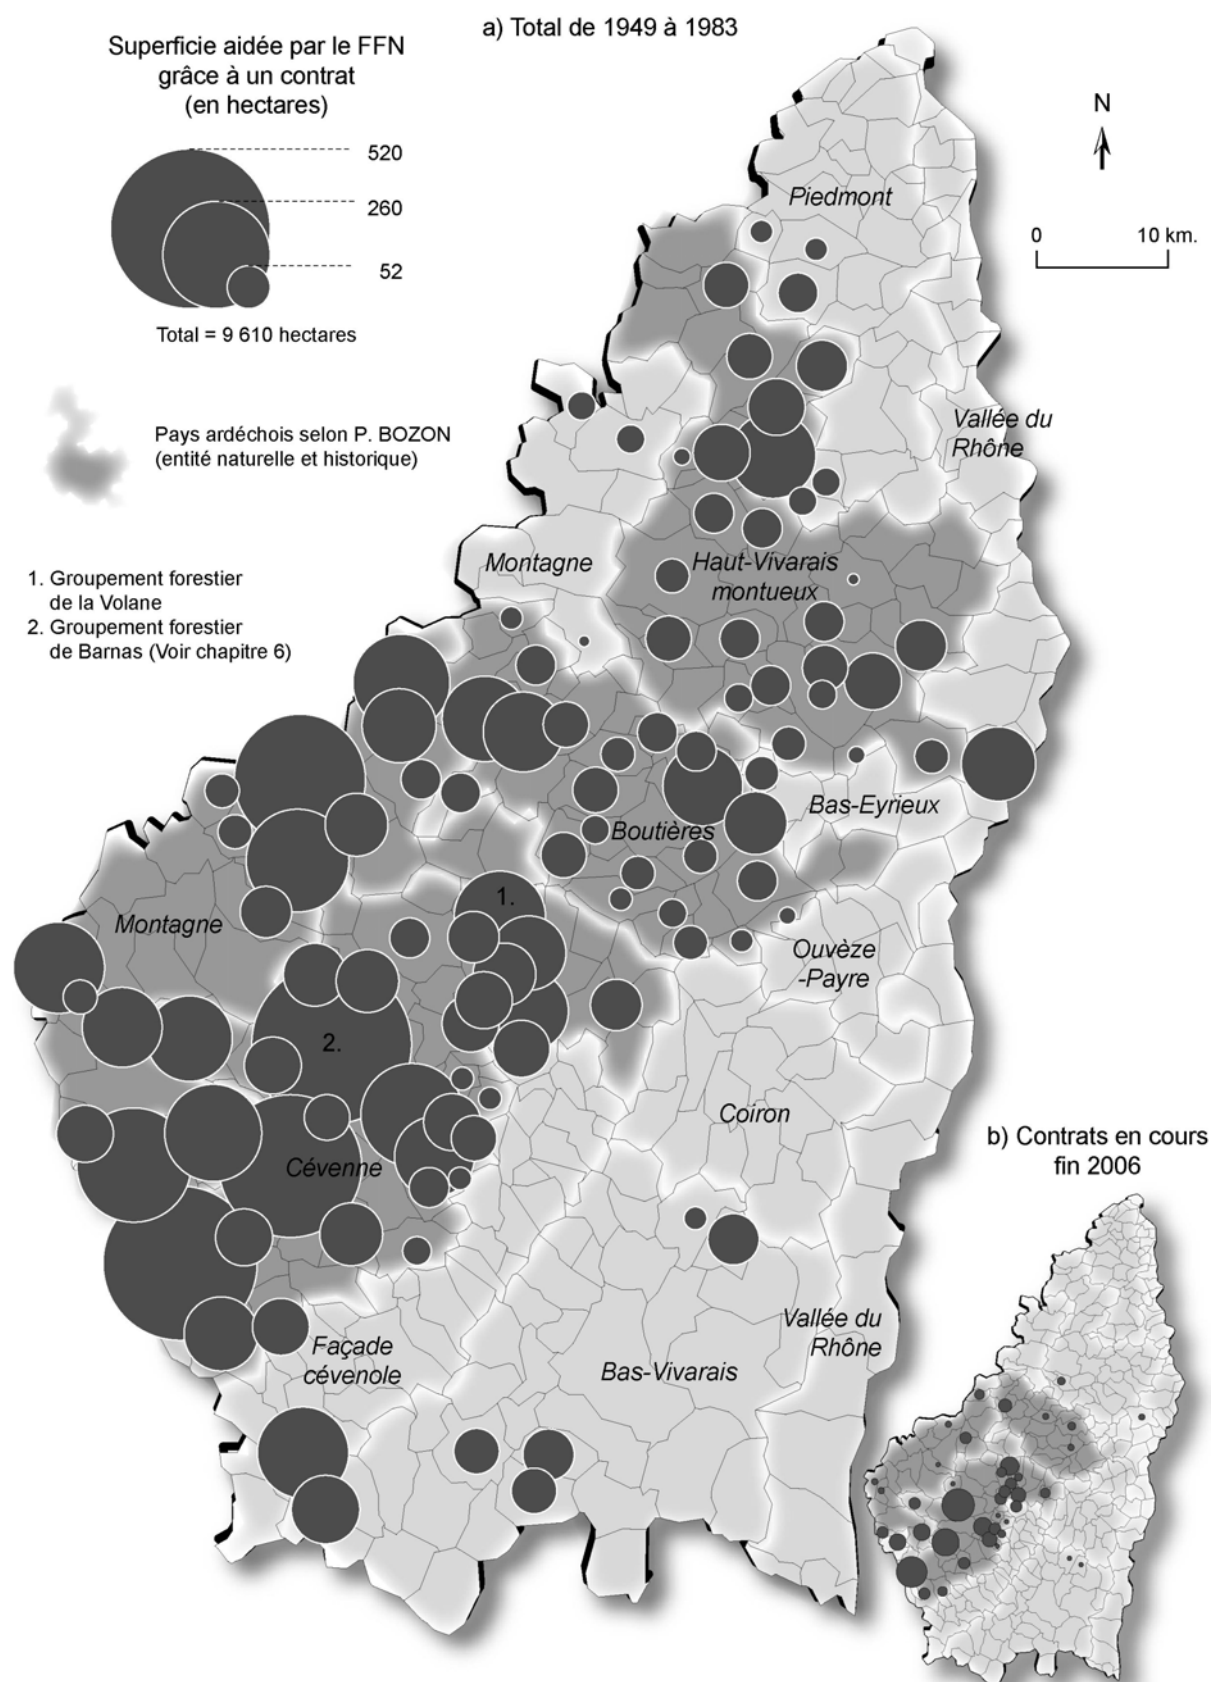 a) Total de 1949 à 1983
Superficie aidée par le FFN
grâce à un contrat
(en hectares)
520
260
52
Total = 9 610 hectares
Pays ardéchois selon P. BOZON
(entité naturelle et historique)
1. Groupement forestier
de la Volane
2. Groupement forestier
de Barnas (Voir chapitre 6)
N
0
10 km.
Piedmont
Vallée du
Rhône
Montagne
Haut-Vivarais
montueux
Bas-Eyrieux
Boutières
1.
Montagne
Ouvèze
-Payre
2.
Coiron
Cévenne
Vallée du
Rhône
Façade
cévenole
Bas-Vivarais
b) Contrats en cours
fin 2006